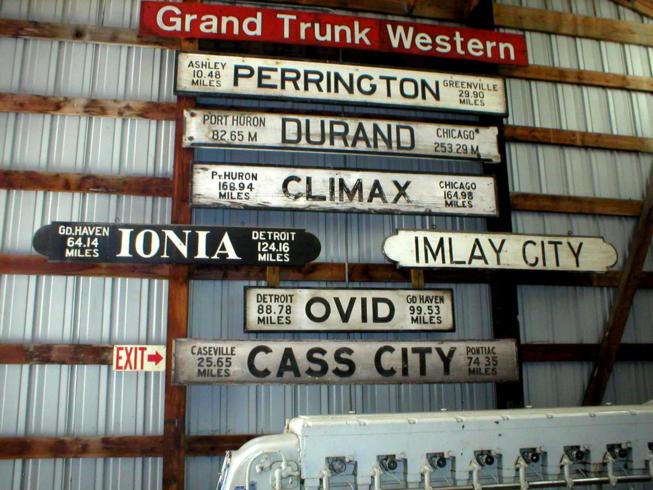 Grand Trunk Western
ASHLEY 10.48 MILES PERRINGTON GREENVILLE 29.90 MILES
PORT HURON 82.65 M DURAND CHICAGO 253.29 M
PT. HURON 168.94 MILES CLIMAX CHICAGO 164.98 MILES
GD. HAVEN 64.14 MILES IONIA DETROIT 124.16 MILES
IMLAY CITY
DETROIT 88.78 MILES OVID GD HAVEN 99.53 MILES
EXIT
CASEVILLE 25.65 MILES CASS CITY PONTIAC 74.35 MILES